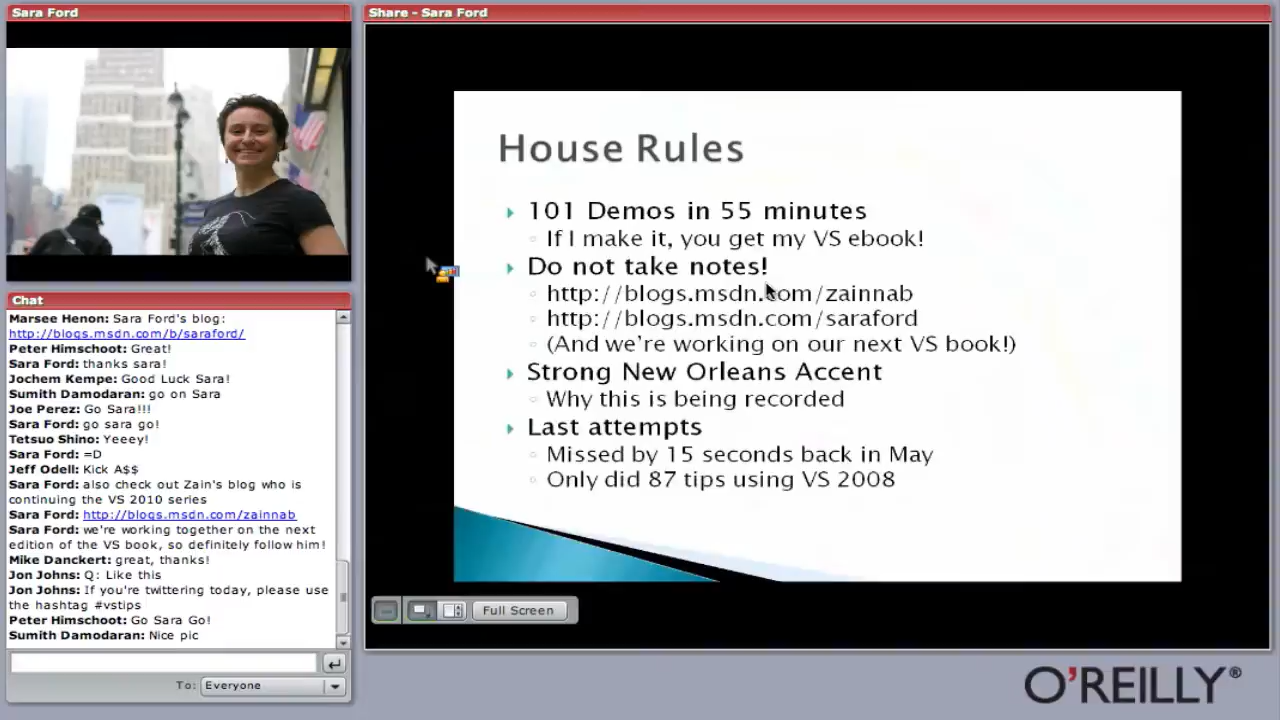 Sara Ford
Share - Sara Ford
House Rules
101 Demos in 55 minutes
If I make it, you get my VS ebook!
Do not take notes!
http://blogs.msdn.com/zainnab
http://blogs.msdn.com/saraford
(And we're working on our next VS book!)
Strong New Orleans Accent
Why this is being recorded
Last attempts
Missed by 15 seconds back in May
Only did 87 tips using VS 2008
Full Screen
Chat
Marsee Henon: Sara Ford's blog:
http://blogs.msdn.com/b/saraford/
Peter Himschoot: Great!
Sara Ford: thanks sara!
Jochem Kempe: Good Luck Sara!
Sumith Damodaran: go on Sara
Joe Perez: Go Sara!!!
Sara Ford: go sara go!
Tetsuo Shino: Yeeey!
Sara Ford: =D
Jeff Odell: Kick A$$
Sara Ford: also check out Zain's blog who is
continuing the VS 2010 series
Sara Ford: http://blogs.msdn.com/zainnab
Sara Ford: we're working together on the next
edition of the VS book, so definitely follow him!
Mike Danckert: great, thanks!
Jon Johns: Q: Like this
Jon Johns: If you're twittering today, please use
the hashtag #vstips
Peter Himschoot: Go Sara Go!
Sumith Damodaran: Nice pic
To: Everyone
O'REILLY®